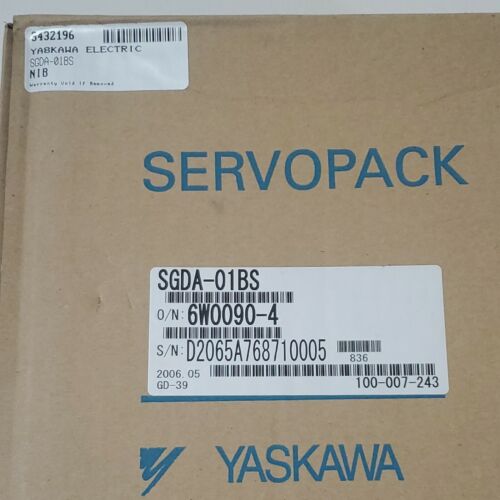 S432196
YASKAWA ELECTRIC
SGDA-01BS
NIB
Warranty Void if Removed
SERVOPACK
SGDA-01BS
O/N: 6W0090-4
S/N: D2065A768710005
836
2006.05
GD-39
100-007-243
YASKAWA